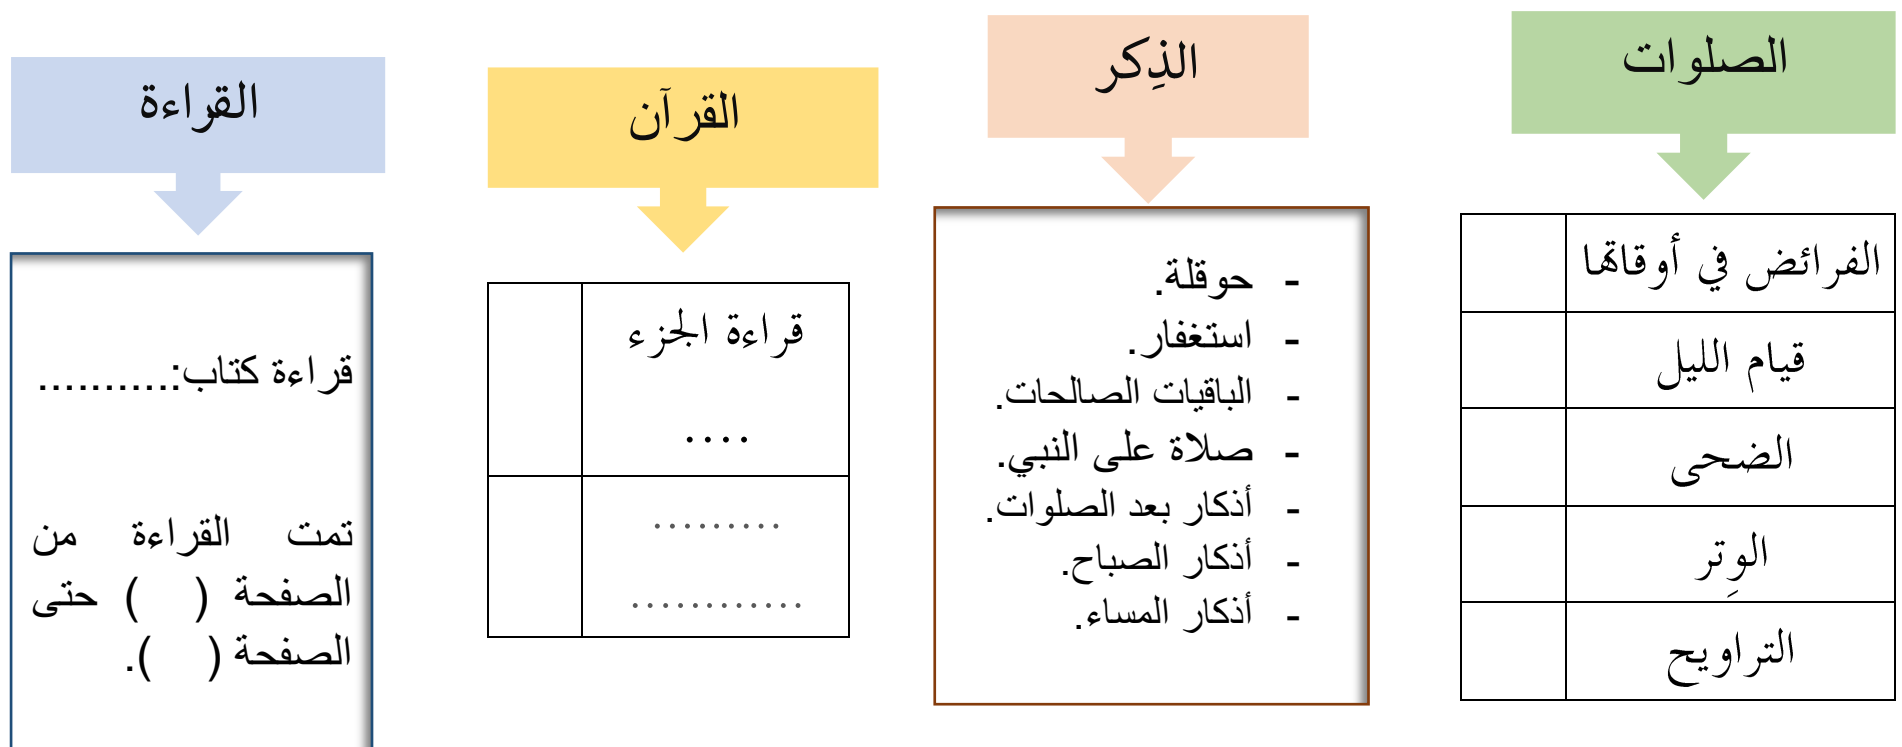 الصلوات
الفرائض في أوقاتها
قيام الليل
الضحى
الوِتر
التراويح
الذِكر
- حوقلة.
- استغفار.
- الباقيات الصالحات.
- صلاة على النبي.
- أذكار بعد الصلوات.
- أذكار الصباح.
- أذكار المساء.
القرآن
قراءة الجزء
....
.........
............
القراءة
قراءة كتاب:..........
تمت القراءة من
الصفحة (   ) حتى
الصفحة (   ).